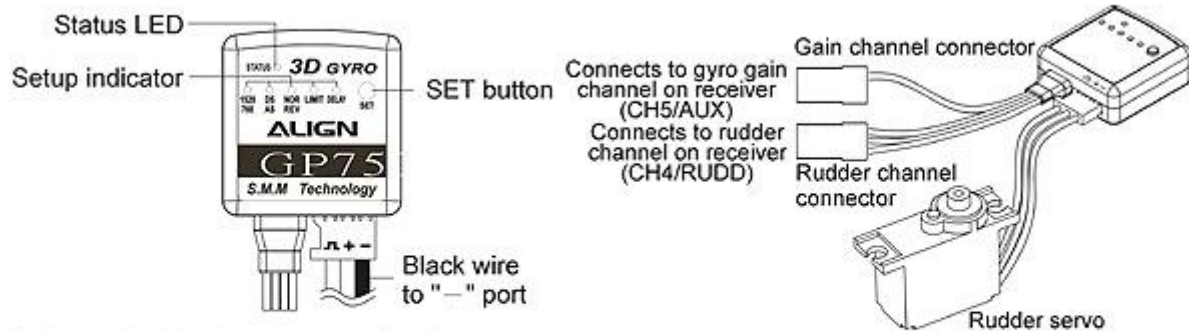 Status LED
Setup indicator
STATUS
3D GYRO
1520
760
DS
AS
NOR
REV
LIMIT
DELAY
SET
SET button
ALIGN
GP75
S.M.M Technology
+ −
Black wire
to "−" port
Gain channel connector
Connects to gyro gain
channel on receiver
(CH5/AUX)
Connects to rudder
channel on receiver
(CH4/RUDD)
Rudder channel
connector
Rudder servo